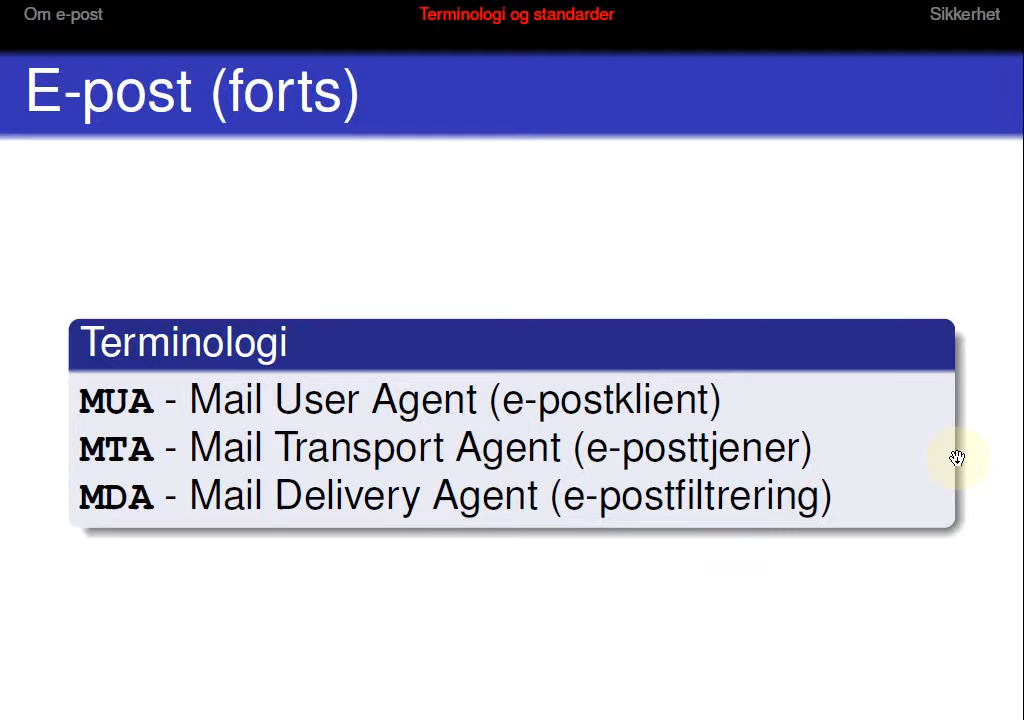 Om e-post
Terminologi og standarder
Sikkerhet
E-post (forts)
Terminologi
MUA - Mail User Agent (e-postklient)
MTA - Mail Transport Agent (e-posttjener)
MDA - Mail Delivery Agent (e-postfiltrering)